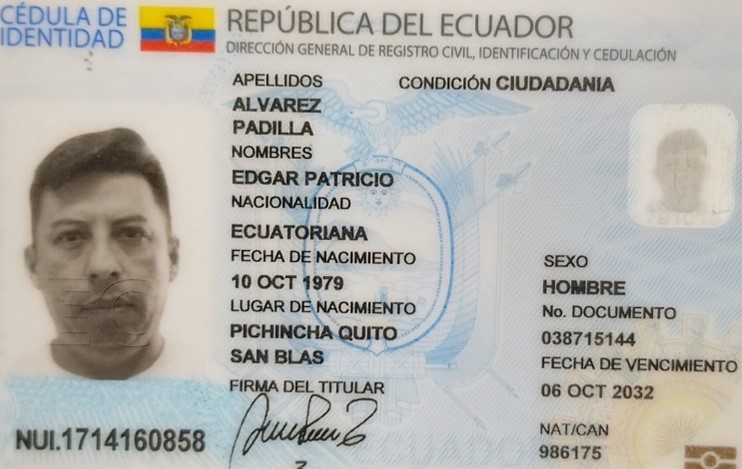 CÉDULA DE
IDENTIDAD
REPÚBLICA DEL ECUADOR
DIRECCIÓN GENERAL DE REGISTRO CIVIL, IDENTIFICACIÓN Y CEDULACIÓN
APELLIDOS
CONDICIÓN CIUDADANIA
ALVAREZ
PADILLA
NOMBRES
EDGAR PATRICIO
NACIONALIDAD
ECUATORIANA
FECHA DE NACIMIENTO
10 OCT 1979
LUGAR DE NACIMIENTO
PICHINCHA QUITO
SAN BLAS
FIRMA DEL TITULAR
SEXO
HOMBRE
No. DOCUMENTO
038715144
FECHA DE VENCIMIENTO
06 OCT 2032
NAT/CAN
986175
EC
NUI.1714160858
ECUADOR